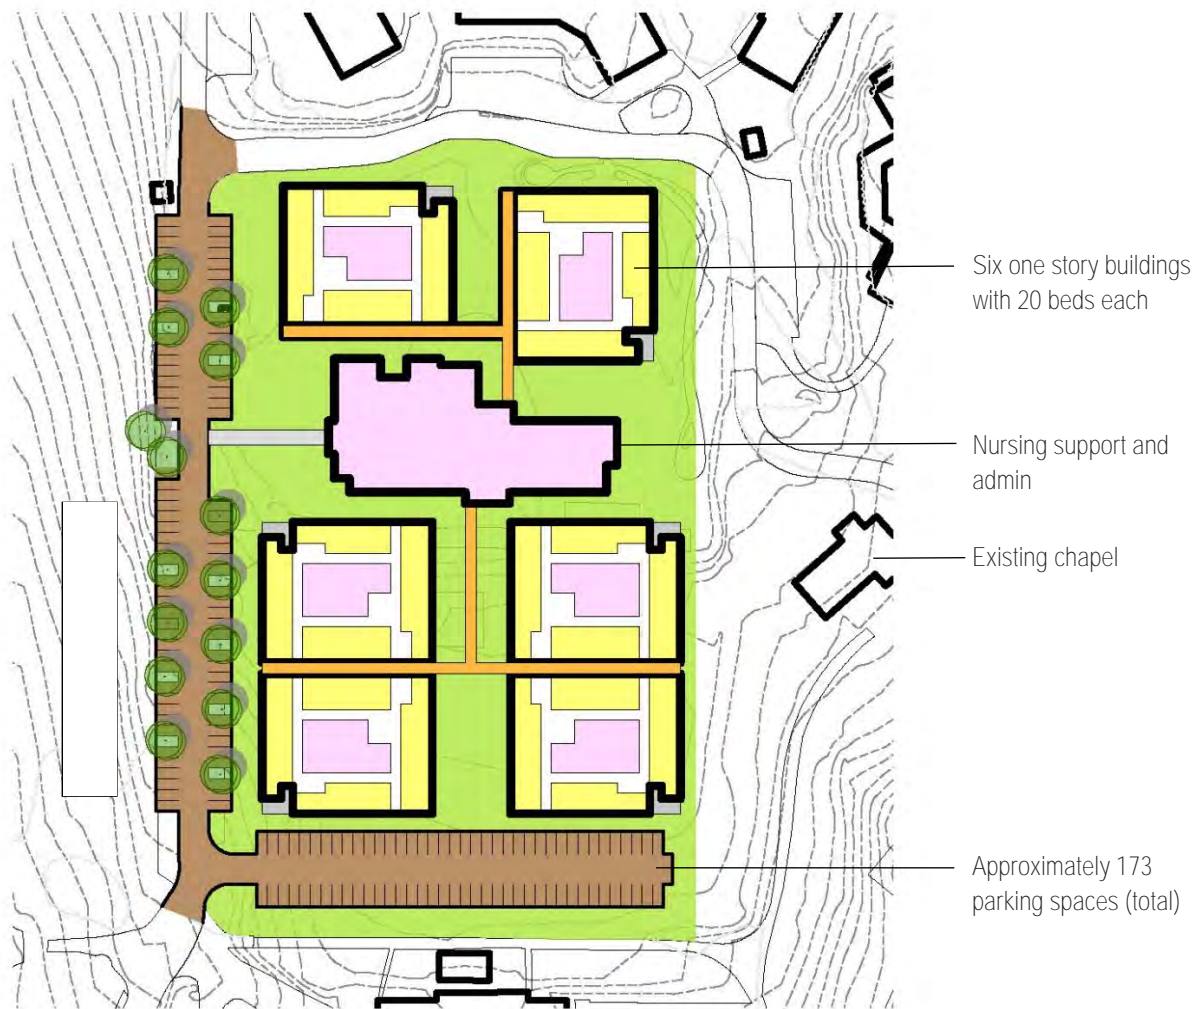 Six one story buildings
with 20 beds each
Nursing support and
admin
Existing chapel
Approximately 173
parking spaces (total)